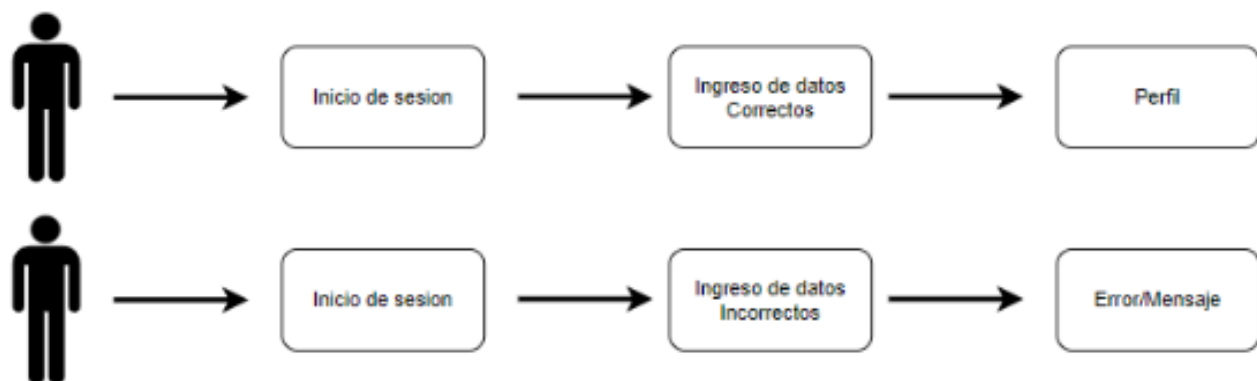 Inicio de sesion
Ingreso de datos
Correctos
Perfil
Inicio de sesion
Ingreso de datos
Incorrectos
Error/Mensaje